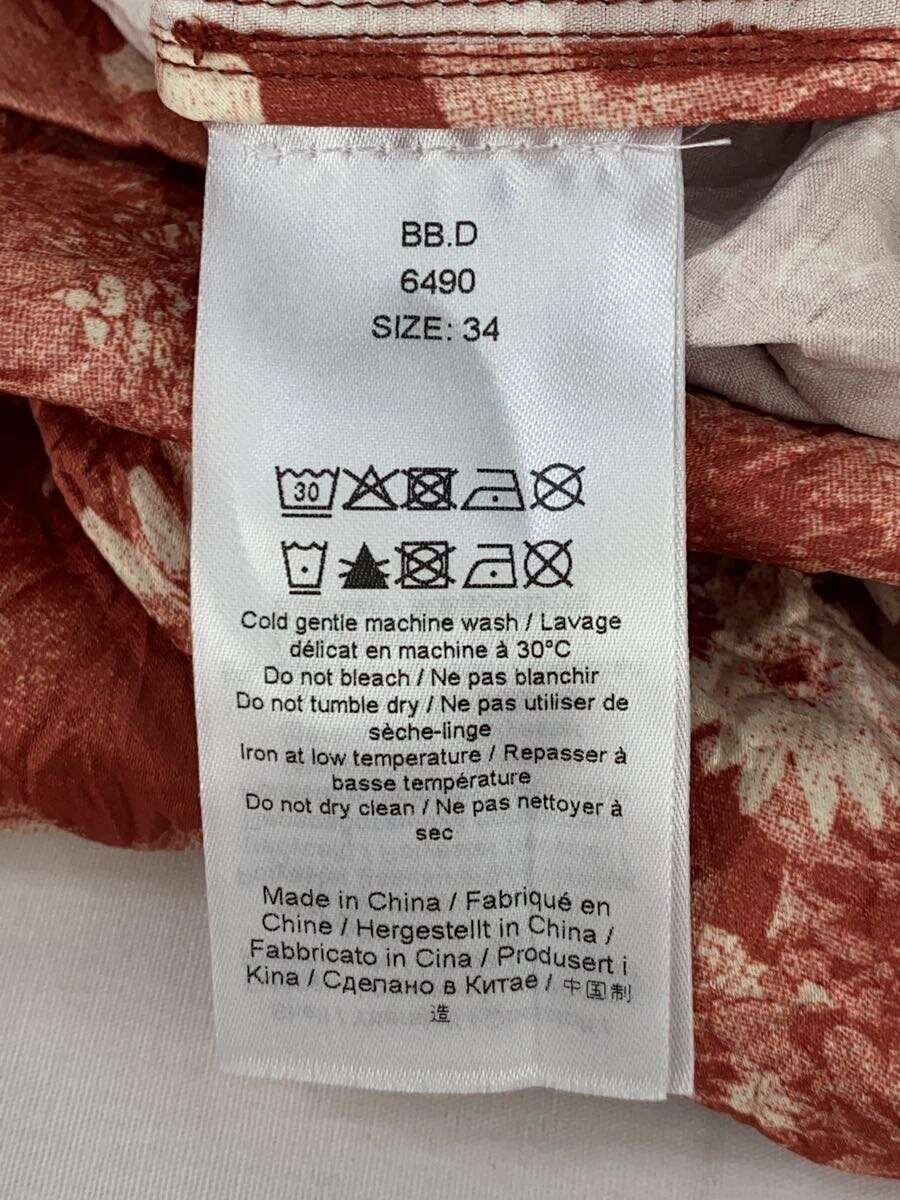 BB.D
6490
SIZE: 34
30
Cold gentle machine wash / Lavage
délicat en machine à 30°C
Do not bleach / Ne pas blanchir
Do not tumble dry / Ne pas utiliser de
sèche-linge
Iron at low temperature / Repasser à
basse température
Do not dry clean / Ne pas nettoyer à
sec
Made in China / Fabriqué en
Chine / Hergestellt in China /
Fabbricato in Cina / Produsert i
Kina / Сделано в Китае / 中国制
造